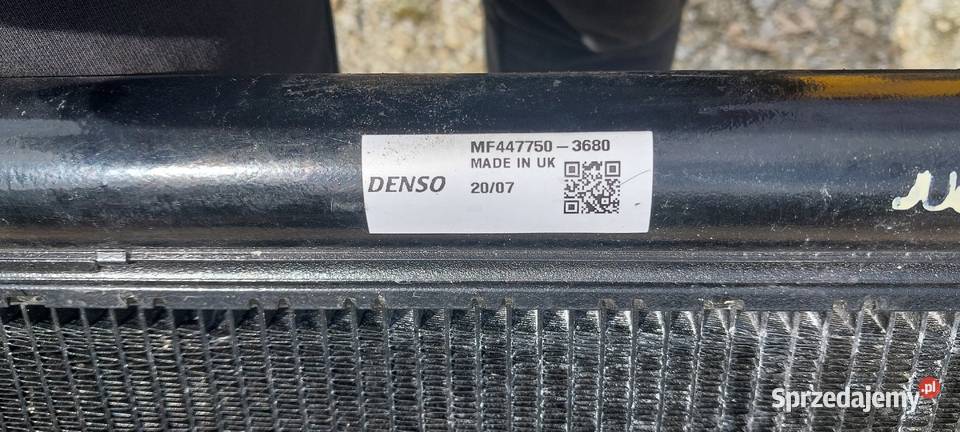 MF447750-3680
MADE IN UK
DENSO
20/07
Sprzedajemy.pl